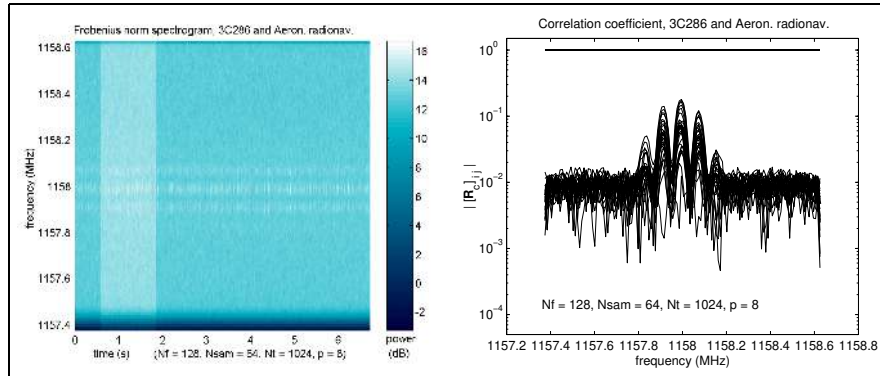 Frobenius norm spectrogram, 3C286 and Aeron. radionav.
1158.6
1158.4
1158.2
1158
1157.8
1157.6
1157.4
frequency (MHz)
0 1 2 3 4 5 6
time (s) (Nf = 128, Nsam = 64, Nt = 1024, p = 8)
16
14
12
10
8
6
4
2
0
-2
power
(dB)
Correlation coefficient, 3C286 and Aeron. radionav.
10^0
10^-1
10^-2
10^-3
10^-4
| [R_c]_ij |
Nf = 128, Nsam = 64, Nt = 1024, p = 8
1157.2 1157.4 1157.6 1157.8 1158 1158.2 1158.4 1158.6 1158.8
frequency (MHz)